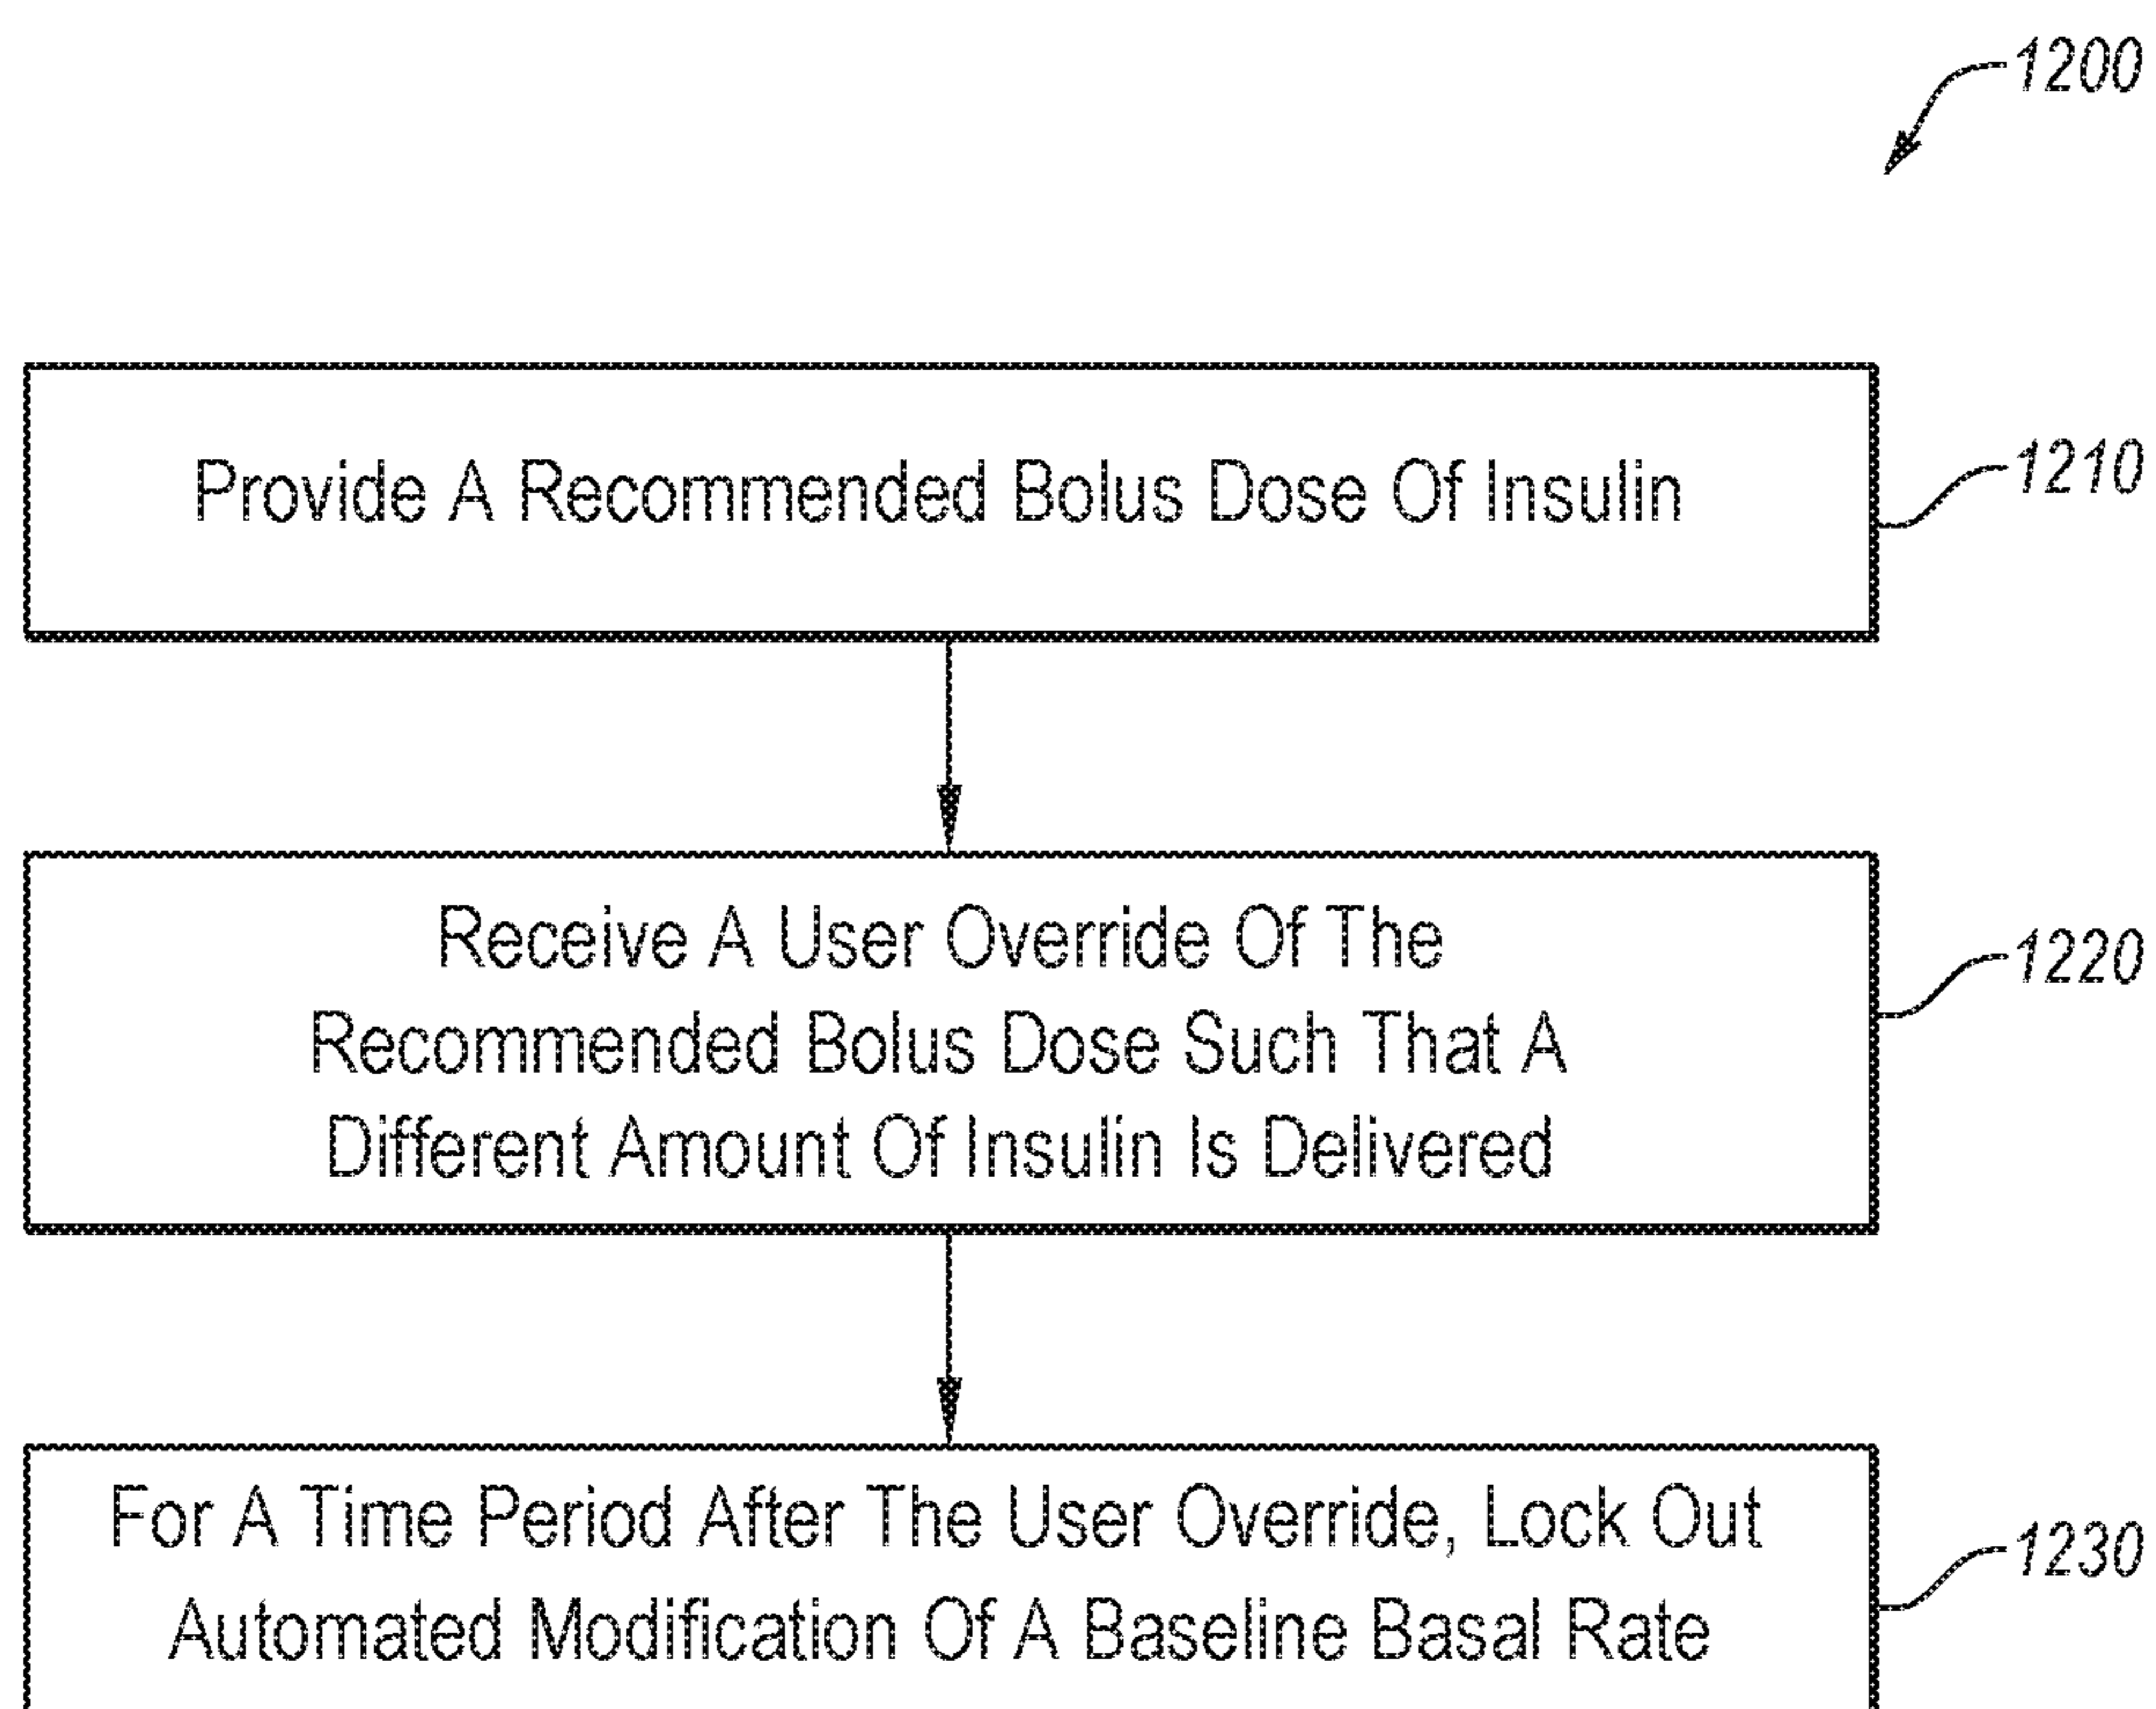 1200
Provide A Recommended Bolus Dose Of Insulin
1210
Receive A User Override Of The
Recommended Bolus Dose Such That A
Different Amount Of Insulin Is Delivered
1220
For A Time Period After The User Override, Lock Out
Automated Modification Of A Baseline Basal Rate
1230